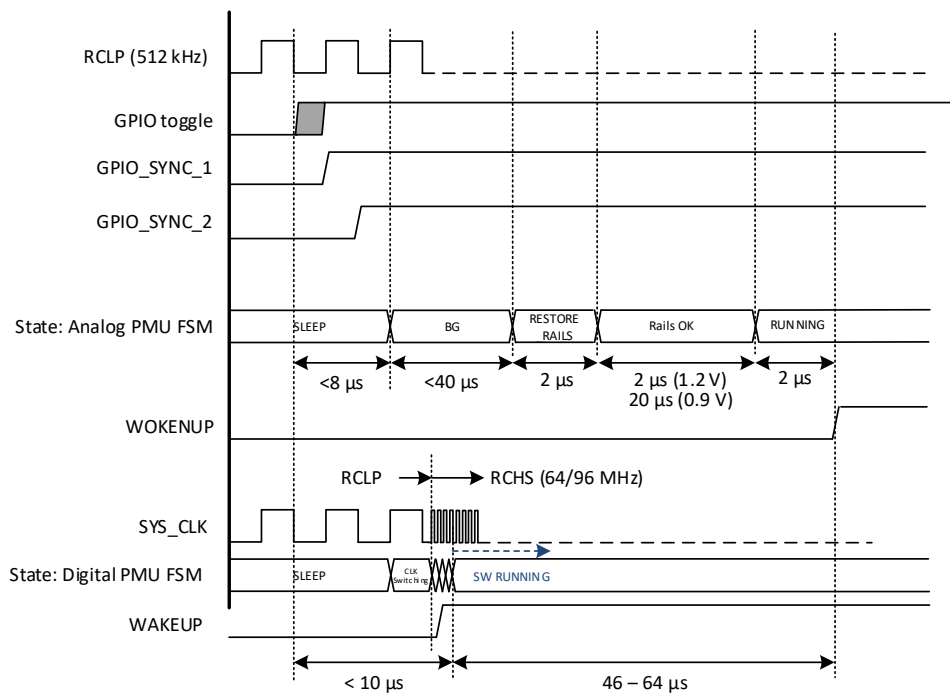 RCLP (512 kHz)
GPIO toggle
GPIO_SYNC_1
GPIO_SYNC_2
State: Analog PMU FSM
SLEEP
BG
RESTORE
RAILS
Rails OK
RUNNING
<8 µs
<40 µs
2 µs
2 µs (1.2 V)
20 µs (0.9 V)
2 µs
WOKENUP
RCLP
RCHS (64/96 MHz)
SYS_CLK
State: Digital PMU FSM
SLEEP
CLK
Switching
SW RUNNING
WAKEUP
< 10 µs
46 – 64 µs